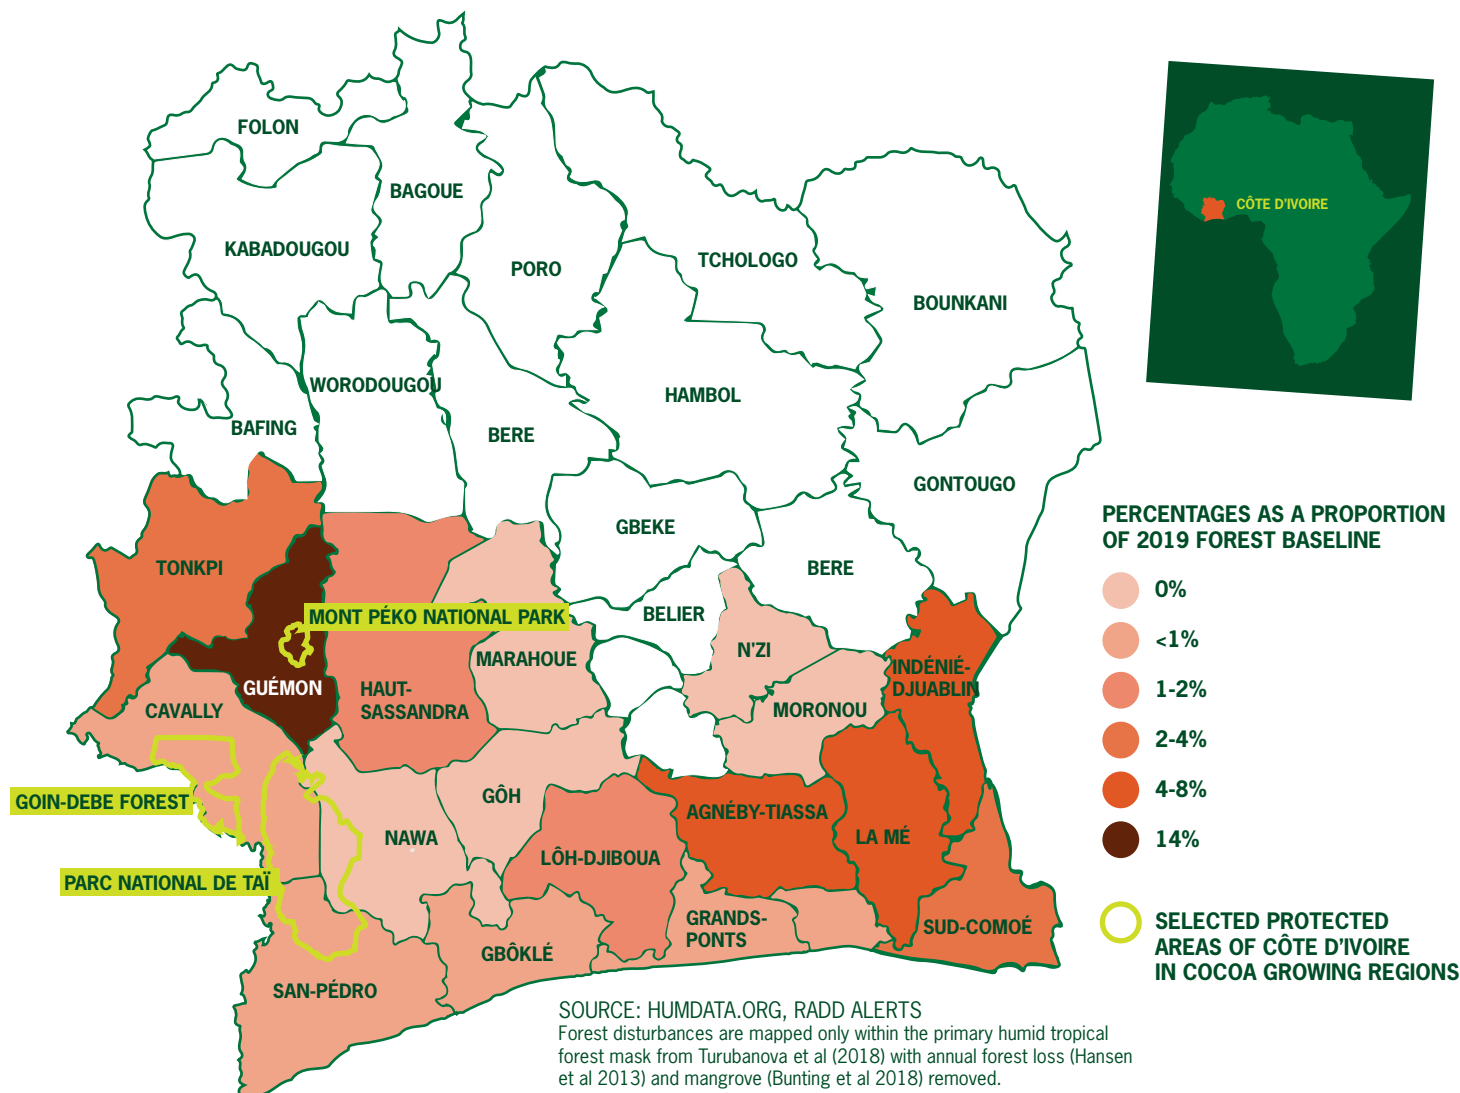 FOLON
BAGOUE
KABADOUGOU
PORO
TCHOLOGO
BOUNKANI
CÔTE D'IVOIRE
WORODOUGOU
HAMBOL
BAFING
BERE
GONTOUGO
GBEKE
TONKPI
BERE
BELIER
MONT PÉKO NATIONAL PARK
N'ZI
MARAHOUE
INDÉNIÉ-
DJUABLIN
GUÉMON
HAUT-
SASSANDRA
CAVALLY
MORONOU
GOIN-DEBE FOREST
GÔH
AGNÉBY-TIASSA
NAWA
LA MÉ
LÔH-DJIBOUA
PARC NATIONAL DE TAÏ
GRANDS-
PONTS
SUD-COMOÉ
GBÔKLÉ
SAN-PÉDRO
PERCENTAGES AS A PROPORTION
OF 2019 FOREST BASELINE
0%
<1%
1-2%
2-4%
4-8%
14%
SELECTED PROTECTED
AREAS OF CÔTE D’IVOIRE
IN COCOA GROWING REGIONS
SOURCE: HUMDATA.ORG, RADD ALERTS
Forest disturbances are mapped only within the primary humid tropical
forest mask from Turubanova et al (2018) with annual forest loss (Hansen
et al 2013) and mangrove (Bunting et al 2018) removed.